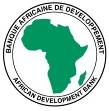 BANQUE AFRICAINE DE DEVELOPPEMENT
AFRICAN DEVELOPMENT BANK